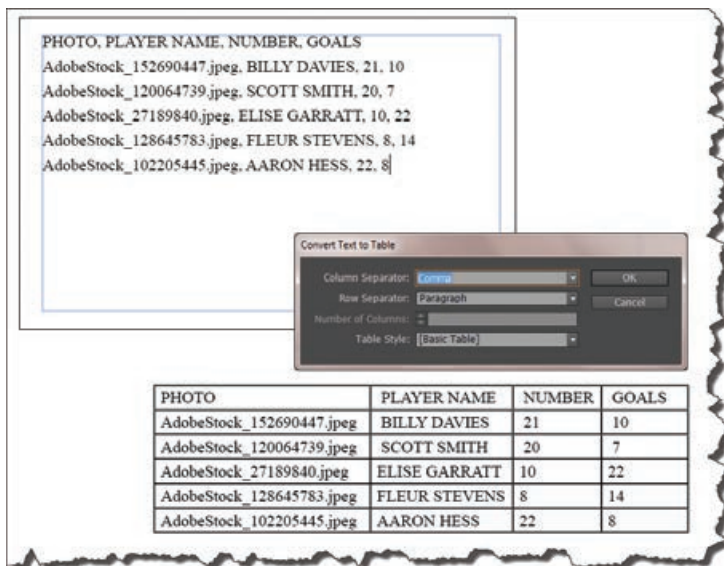 PHOTO, PLAYER NAME, NUMBER, GOALS
AdobeStock_152690447.jpeg, BILLY DAVIES, 21, 10
AdobeStock_120064739.jpeg, SCOTT SMITH, 20, 7
AdobeStock_27189840.jpeg, ELISE GARRATT, 10, 22
AdobeStock_128645783.jpeg, FLEUR STEVENS, 8, 14
AdobeStock_102205445.jpeg, AARON HESS, 22, 8
Convert Text to Table
Column Separator: Comma OK
Row Separator: Paragraph Cancel
Number of Columns:
Table Style: [Basic Table]
PHOTO PLAYER NAME NUMBER GOALS
AdobeStock_152690447.jpeg BILLY DAVIES 21 10
AdobeStock_120064739.jpeg SCOTT SMITH 20 7
AdobeStock_27189840.jpeg ELISE GARRATT 10 22
AdobeStock_128645783.jpeg FLEUR STEVENS 8 14
AdobeStock_102205445.jpeg AARON HESS 22 8